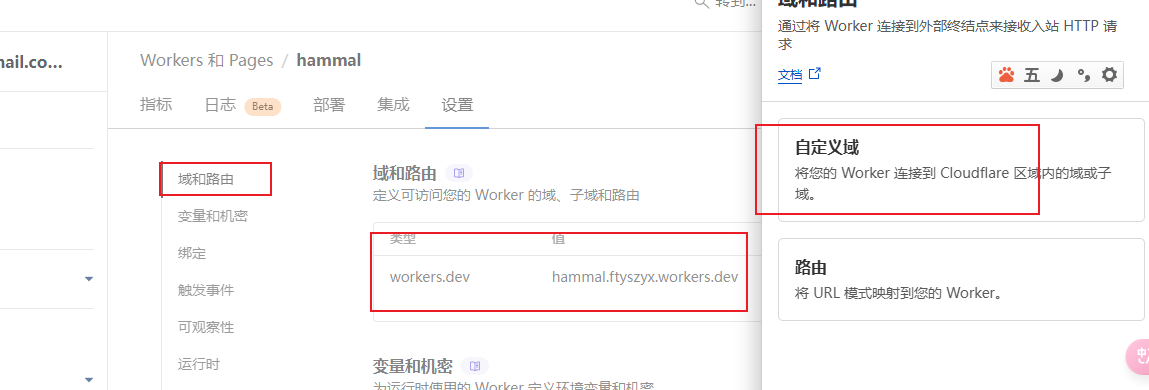 转到...
域和路由
通过将 Worker 连接到外部终结点来接收入站 HTTP 请
求
文档
五
ail.co...
Workers 和 Pages / hammal
指标 日志 Beta 部署 集成 设置
域和路由
变量和机密
绑定
触发事件
可观察性
运行时
域和路由
定义可访问您的 Worker 的域、子域和路由
类型 值
workers.dev hammal.ftyszyx.workers.dev
变量和机密
为运行时使用的 Worker 定义环境变量和机密
自定义域
将您的 Worker 连接到 Cloudflare 区域内的域或子
域。
路由
将 URL 模式映射到您的 Worker。